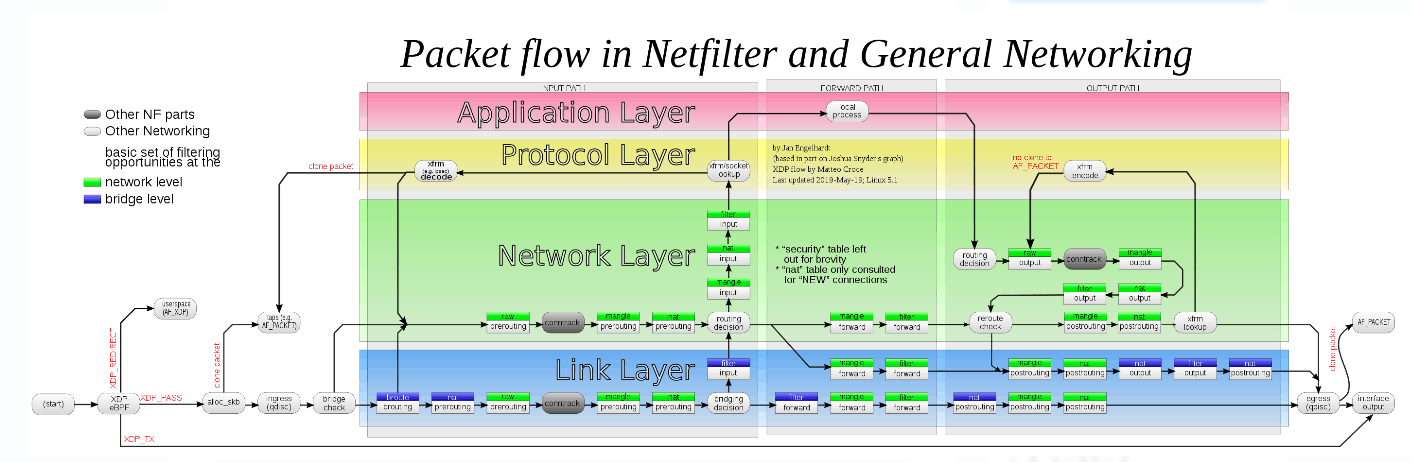 Packet flow in Netfilter and General Networking
INPUT PATH
FORWARD PATH
OUTPUT PATH
Application Layer
Protocol Layer
Network Layer
Link Layer
Other NF parts
Other Networking
basic set of filtering
opportunities at the
network level
bridge level
by Jan Engelhardt
(based in part on Joshua Snyder's graph)
XDP flow by Matteo Croce
Last updated 2019-May-19; Linux 5.1
* "security" table left
out for brevity
* "nat" table only consulted
for "NEW" connections
local
process
clone packet
xfrm
(e.g. ipsec)
decode
xfrm/socket
lookup
no clone to
AF_PACKET
xfrm
encode
filter
input
nat
input
mangle
input
routing
decision
raw
output
conntrack
mangle
output
filter
output
nat
output
userspace
(AF_XDP)
taps (e.g.
AF_PACKET)
raw
prerouting
conntrack
mangle
prerouting
nat
prerouting
routing
decision
mangle
forward
filter
forward
reroute
check
mangle
postrouting
nat
postrouting
xfrm
lookup
AF_PACKET
XDP_REDIRECT
clone packet
clone packet
filter
input
mangle
forward
filter
forward
mangle
postrouting
nat
postrouting
nat
output
filter
output
nat
postrouting
(start)
XDP
eBPF
XDP_PASS
alloc_skb
ingress
(qdisc)
bridge
check
broute
brouting
nat
prerouting
raw
prerouting
conntrack
mangle
prerouting
nat
prerouting
bridging
decision
filter
forward
mangle
forward
filter
forward
nat
postrouting
mangle
postrouting
nat
postrouting
egress
(qdisc)
interface
output
XDP_TX